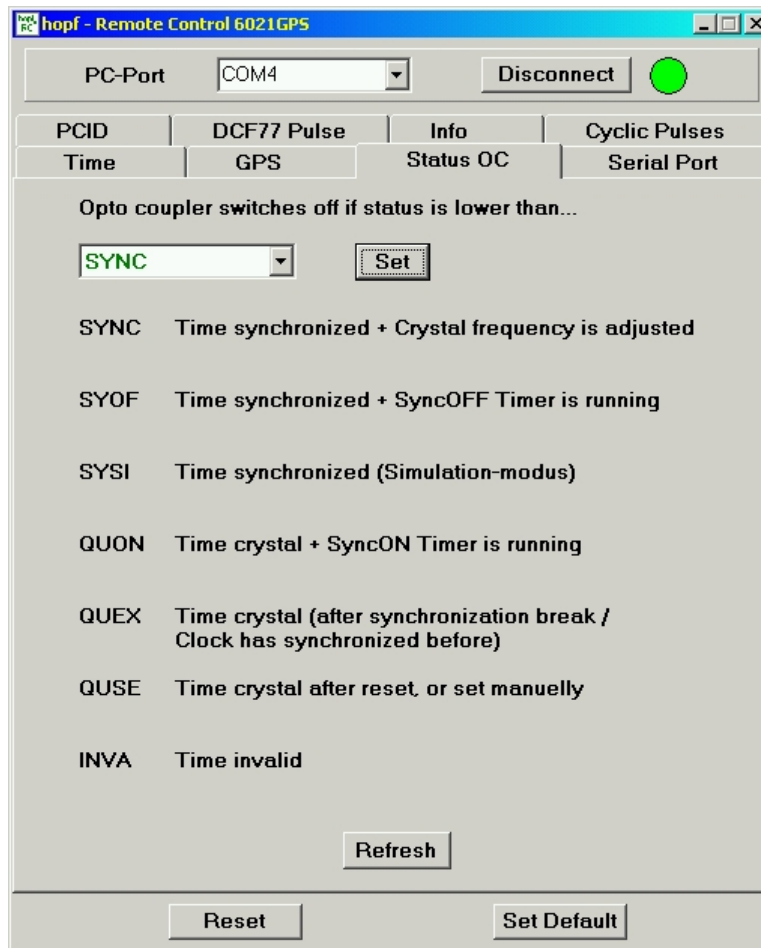 hopf RC hopf - Remote Control 6021GPS
PC-Port COM4 Disconnect
PCID DCF77 Pulse Info Cyclic Pulses
Time GPS Status OC Serial Port
Opto coupler switches off if status is lower than...
SYNC Set
SYNC Time synchronized + Crystal frequency is adjusted
SYOF Time synchronized + SyncOFF Timer is running
SYSI Time synchronized (Simulation-modus)
QUON Time crystal + SyncON Timer is running
QUEX Time crystal (after synchronization break /
Clock has synchronized before)
QUSE Time crystal after reset, or set manuelly
INVA Time invalid
Refresh
Reset Set Default